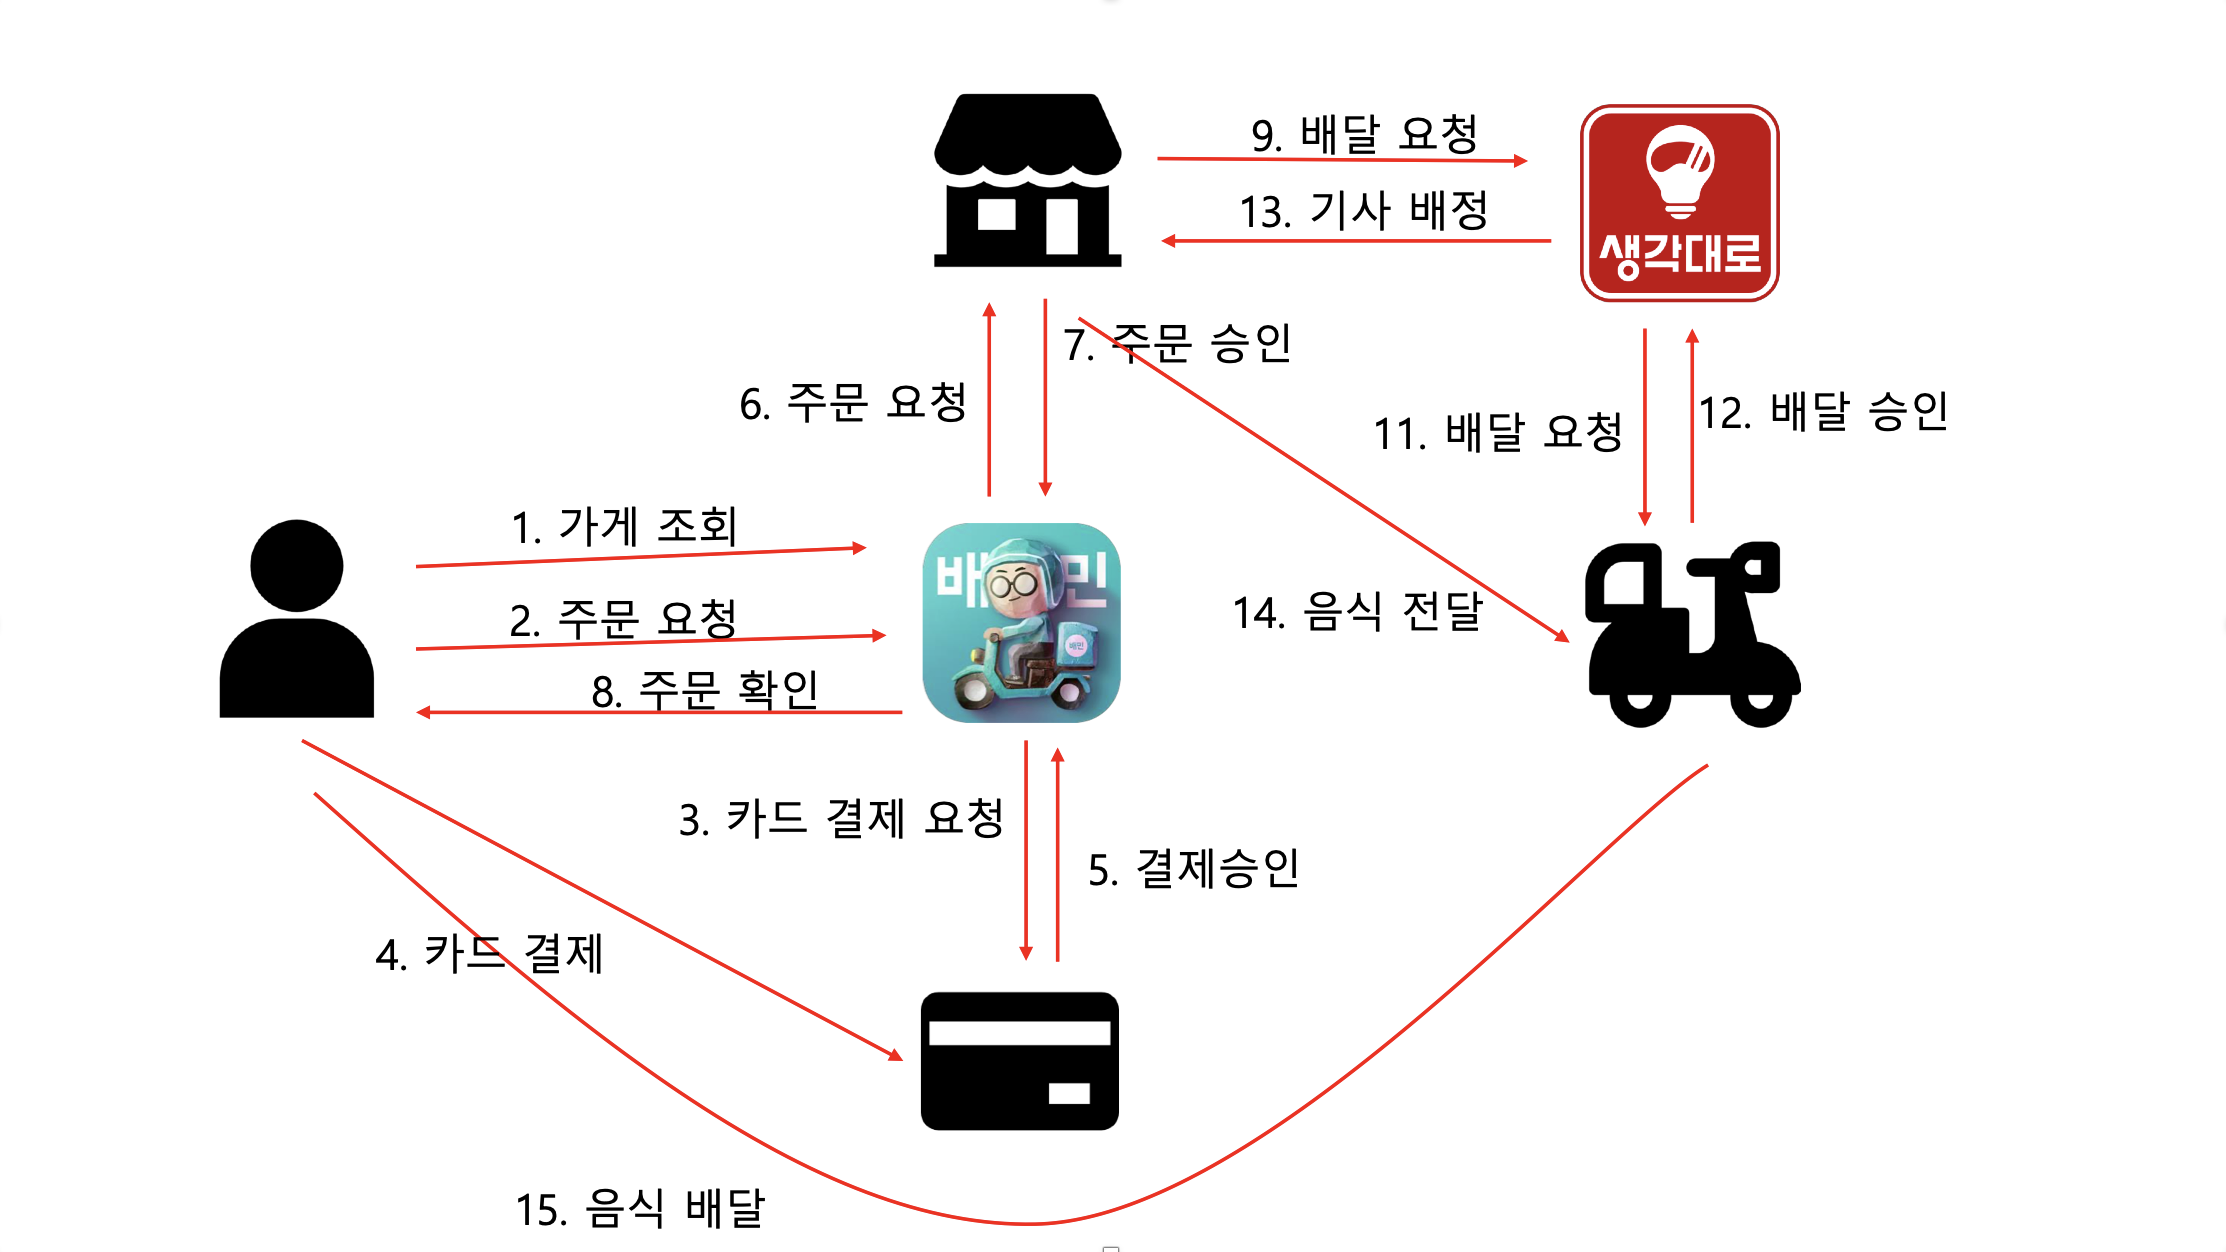 9. 배달 요청
13. 기사 배정
생각대로
7. 주문 승인
6. 주문 요청
11. 배달 요청
12. 배달 승인
1. 가게 조회
2. 주문 요청
8. 주문 확인
배민
배민
14. 음식 전달
3. 카드 결제 요청
5. 결제승인
4. 카드 결제
15. 음식 배달